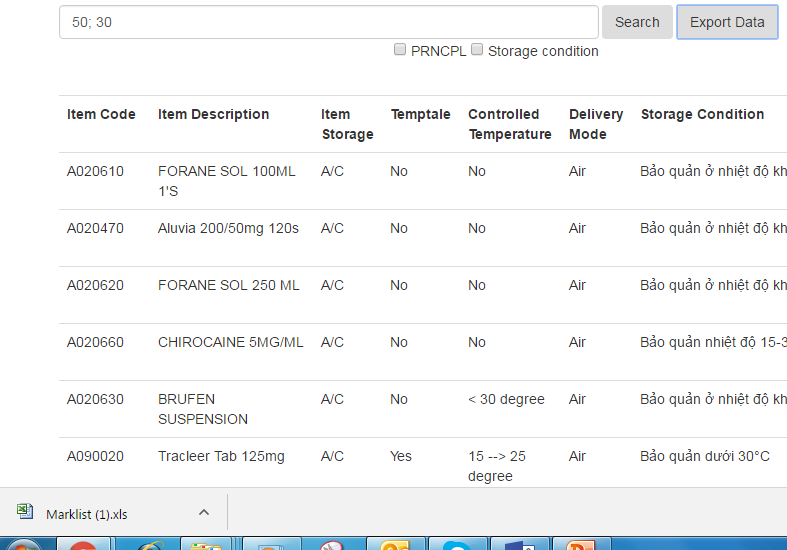 50; 30 Search Export Data
PRNCPL Storage condition
Item Code Item Description Item Temptale Controlled Delivery Storage Condition
Storage Temperature Mode
A020610 FORANE SOL 100ML A/C No No Air Bảo quản ở nhiệt độ kh
1'S
A020470 Aluvia 200/50mg 120s A/C No No Air Bảo quản ở nhiệt độ kh
A020620 FORANE SOL 250 ML A/C No No Air Bảo quản ở nhiệt độ kh
A020660 CHIROCAINE 5MG/ML A/C No No Air Bảo quản nhiệt độ 15-3
A020630 BRUFEN A/C No < 30 degree Air Bảo quản ở nhiệt độ kh
SUSPENSION
A090020 Tracleer Tab 125mg A/C Yes 15 --> 25 Air Bảo quản dưới 30°C
degree
Marklist (1).xls